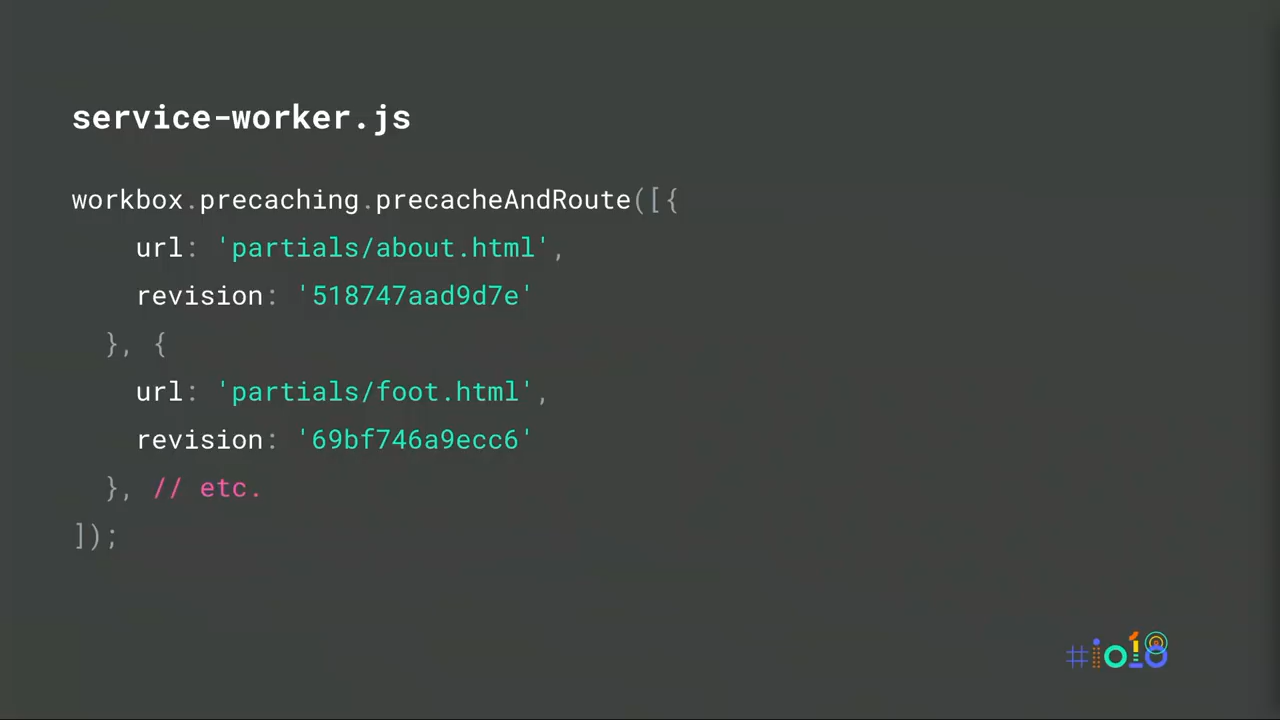 service-worker.js
workbox.precaching.precacheAndRoute([{
    url: 'partials/about.html',
    revision: '518747aad9d7e'
  }, {
    url: 'partials/foot.html',
    revision: '69bf746a9ecc6'
  }, // etc.
]);
#io18